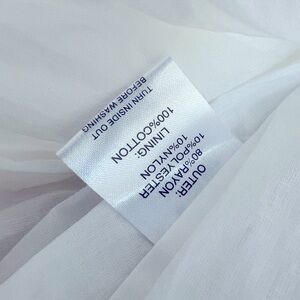 OUTER:
80%RAYON
10%POLYESTER
10%NYLON
LINING:
100%COTTON
TURN INSIDE OUT
BEFORE WASHING